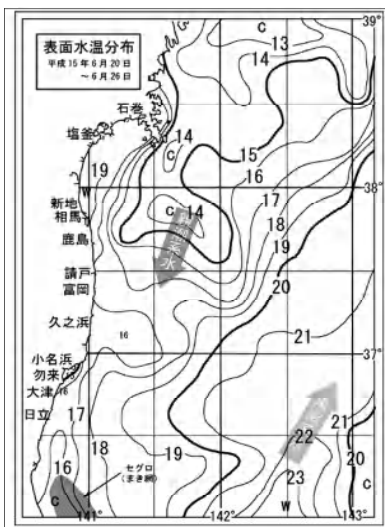 表面水温分布
平成15年6月20日
~6月26日
39°
C
13
14
石巻
塩釜
14
C
15
16
19
W
38°
新地
相馬
鹿島
C
14
17
18
19
請戸
富岡
20
久之浜
21
16
小名浜
37°
勿来
大津
16
日立
17
18
19
22
21
20
16
セグロ
(まき網)
23
C
C
W
141°
142°
143°